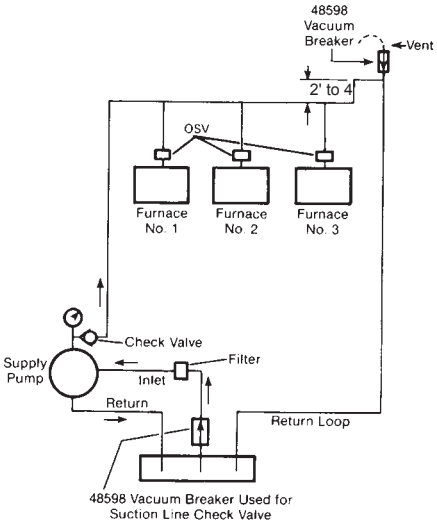 48598
Vacuum
Breaker
Vent
2' to 4
OSV
Furnace
No. 1
Furnace
No. 2
Furnace
No. 3
Check Valve
Supply
Pump
Filter
Inlet
Return
Return Loop
48598 Vacuum Breaker Used for
Suction Line Check Valve